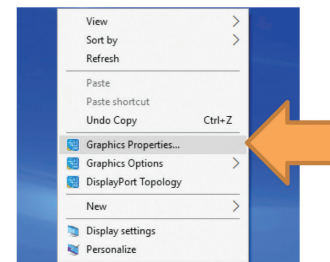 View
Sort by
Refresh
Paste
Paste shortcut
Undo Copy Ctrl+Z
Graphics Properties...
Graphics Options
DisplayPort Topology
New
Display settings
Personalize